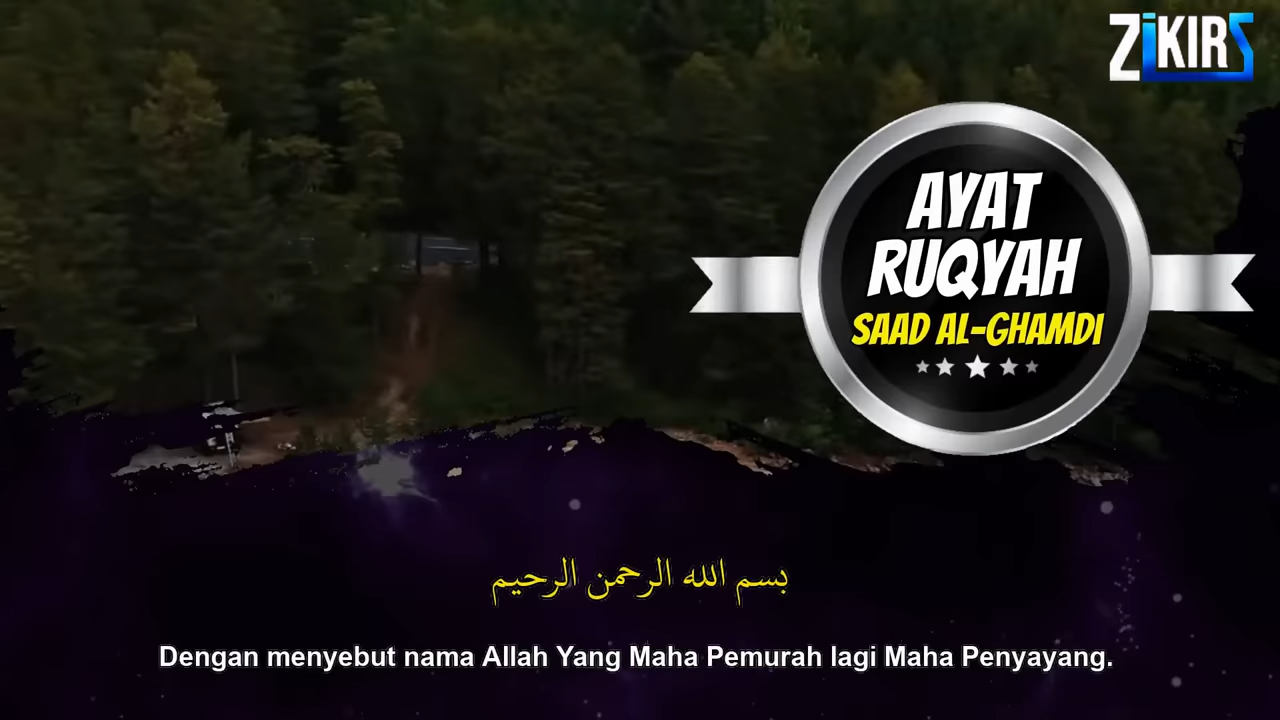 ZiKIRS
AYAT
RUQYAH
SAAD AL-GHAMDI
بسم الله الرحمن الرحيم
Dengan menyebut nama Allah Yang Maha Pemurah lagi Maha Penyayang.